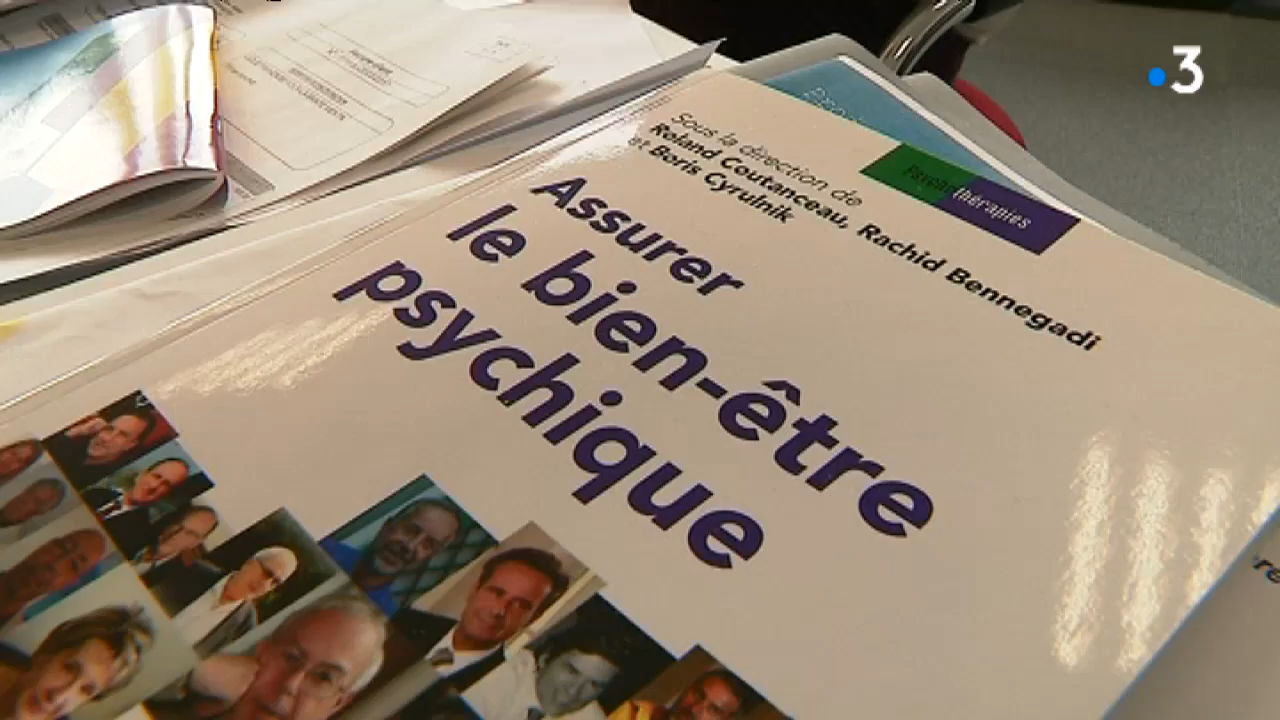 3
Sous la direction de
Roland Coutanceau, Rachid Bennegadi
et Boris Cyrulnik
Psychothérapies
Assurer
le bien-être
psychique